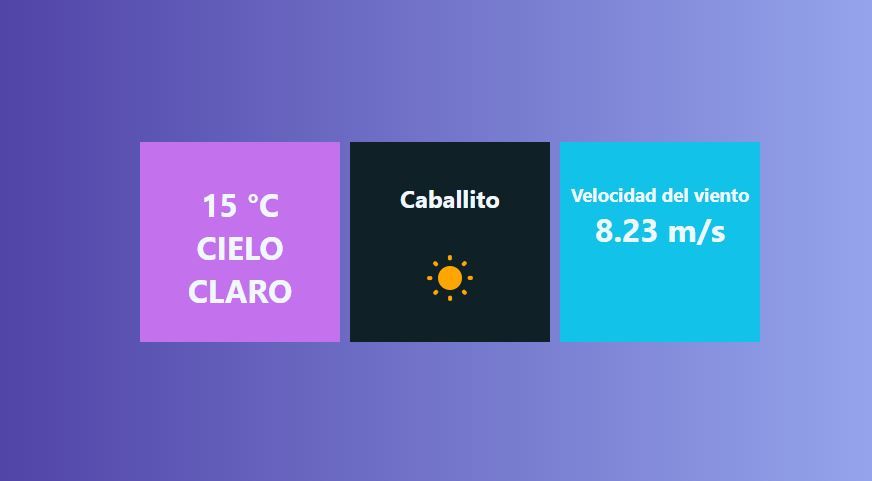 15 °C
CIELO
CLARO
Caballito
Velocidad del viento
8.23 m/s